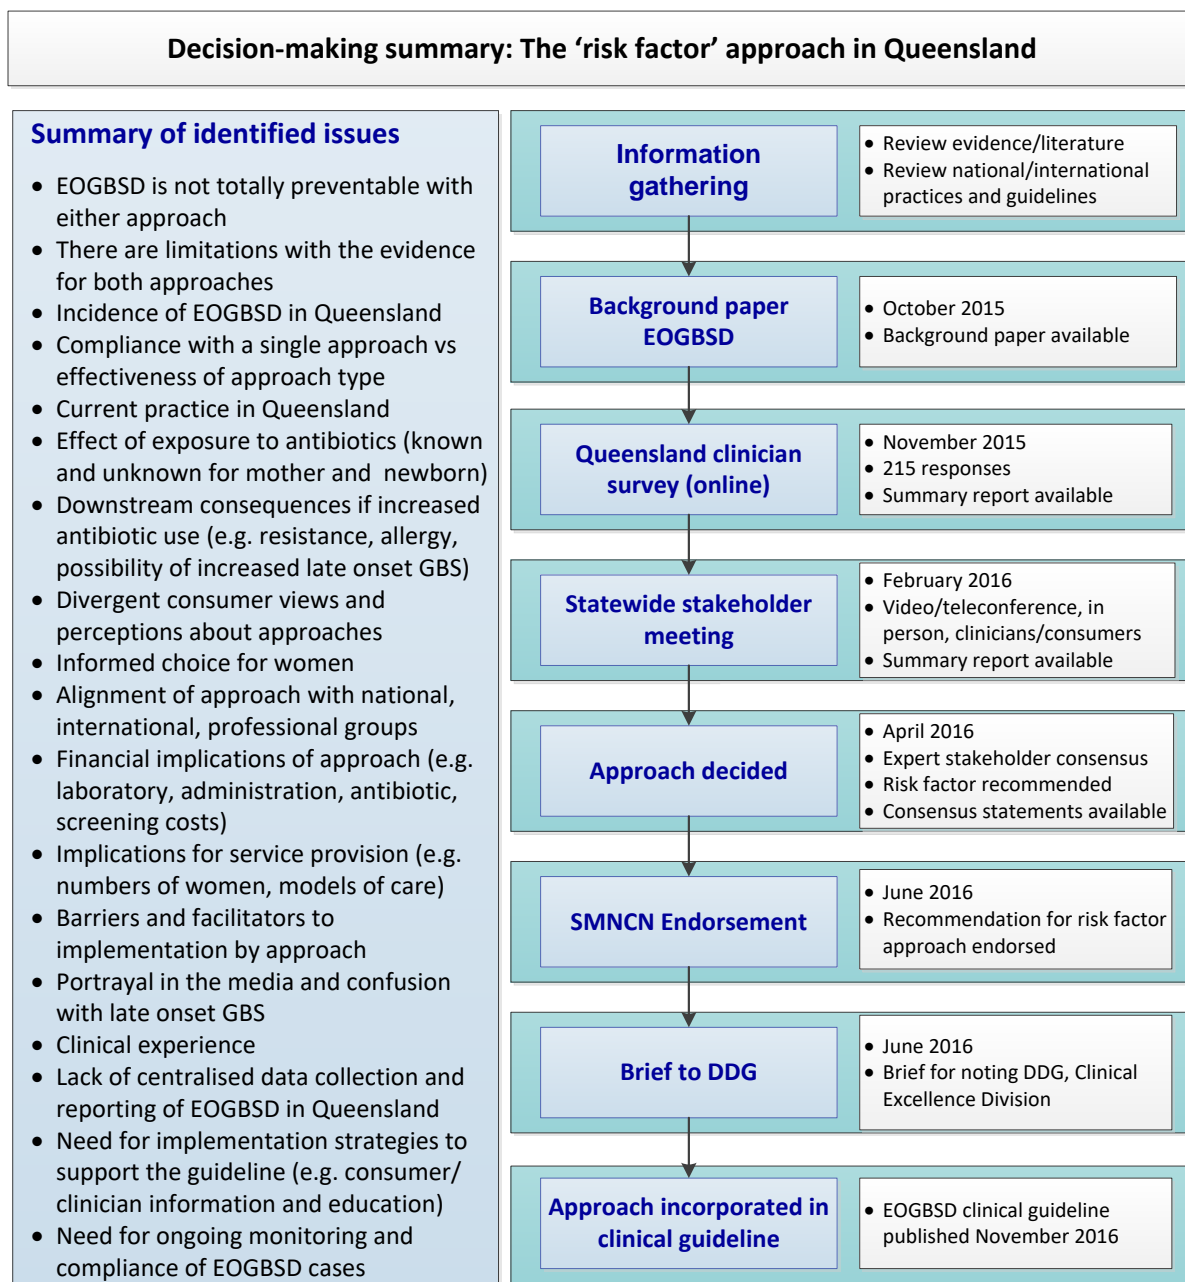 Decision-making summary: The ‘risk factor’ approach in Queensland
Summary of identified issues
• EOGBSD is not totally preventable with
either approach
• There are limitations with the evidence
for both approaches
• Incidence of EOGBSD in Queensland
• Compliance with a single approach vs
effectiveness of approach type
• Current practice in Queensland
• Effect of exposure to antibiotics (known
and unknown for mother and newborn)
• Downstream consequences if increased
antibiotic use (e.g. resistance, allergy,
possibility of increased late onset GBS)
• Divergent consumer views and
perceptions about approaches
• Informed choice for women
• Alignment of approach with national,
international, professional groups
• Financial implications of approach (e.g.
laboratory, administration, antibiotic,
screening costs)
• Implications for service provision (e.g.
numbers of women, models of care)
• Barriers and facilitators to
implementation by approach
• Portrayal in the media and confusion
with late onset GBS
• Clinical experience
• Lack of centralised data collection and
reporting of EOGBSD in Queensland
• Need for implementation strategies to
support the guideline (e.g. consumer/
clinician information and education)
• Need for ongoing monitoring and
compliance of EOGBSD cases
Information
gathering
• Review evidence/literature
• Review national/international
practices and guidelines
Background paper
EOGBSD
• October 2015
• Background paper available
Queensland clinician
survey (online)
• November 2015
• 215 responses
• Summary report available
Statewide stakeholder
meeting
• February 2016
• Video/teleconference, in
person, clinicians/consumers
• Summary report available
Approach decided
• April 2016
• Expert stakeholder consensus
• Risk factor recommended
• Consensus statements available
SMNCN Endorsement
• June 2016
• Recommendation for risk factor
approach endorsed
Brief to DDG
• June 2016
• Brief for noting DDG, Clinical
Excellence Division
Approach incorporated in
clinical guideline
• EOGBSD clinical guideline
published November 2016